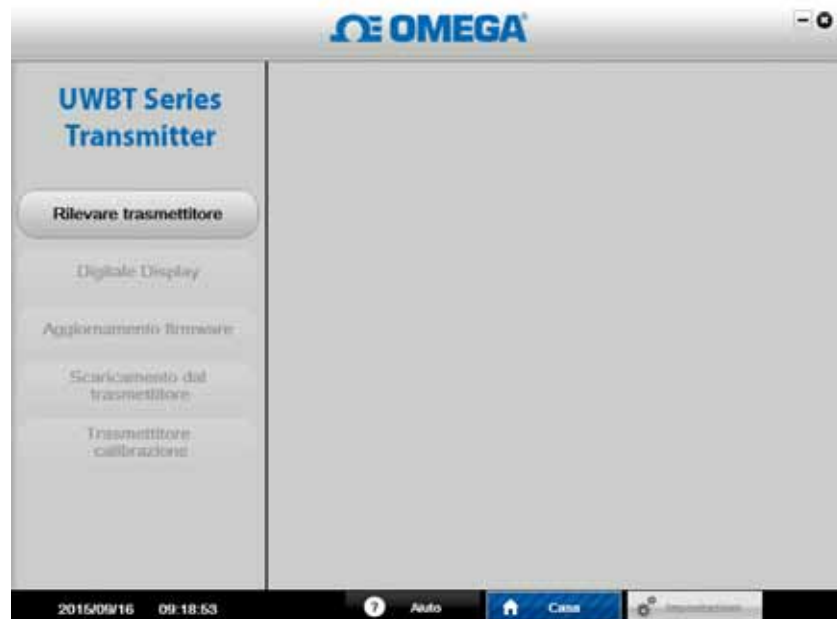 OMEGA®
UWBT Series
Transmitter
Rilevare trasmettitore
Digitale Display
Aggiornamento firmware
Scaricamento dal
trasmettitore
Trasmettitore
calibrazione
2015/09/16 09:18:53
? Aiuto
Casa
Impostazioni